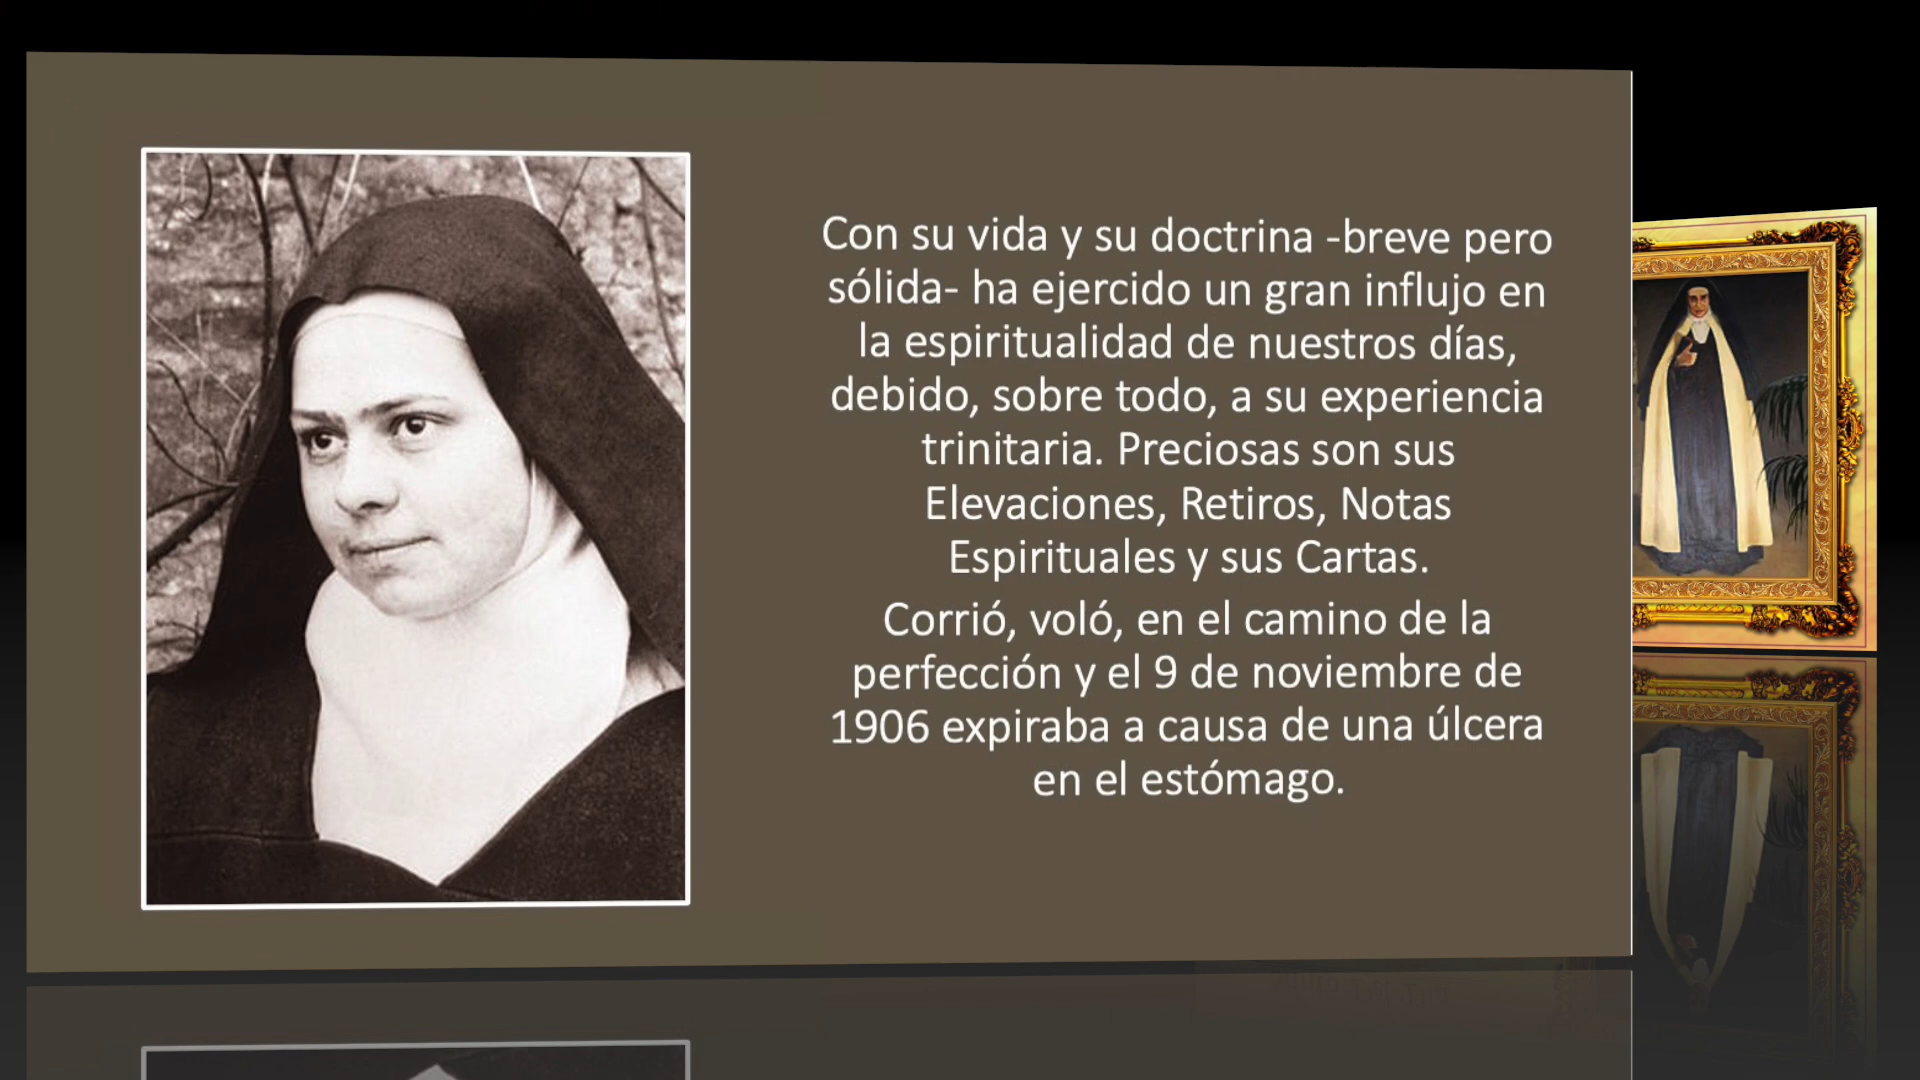 Con su vida y su doctrina -breve pero
sólida- ha ejercido un gran influjo en
la espiritualidad de nuestros días,
debido, sobre todo, a su experiencia
trinitaria. Preciosas son sus
Elevaciones, Retiros, Notas
Espirituales y sus Cartas.
Corrió, voló, en el camino de la
perfección y el 9 de noviembre de
1906 expiraba a causa de una úlcera
en el estómago.